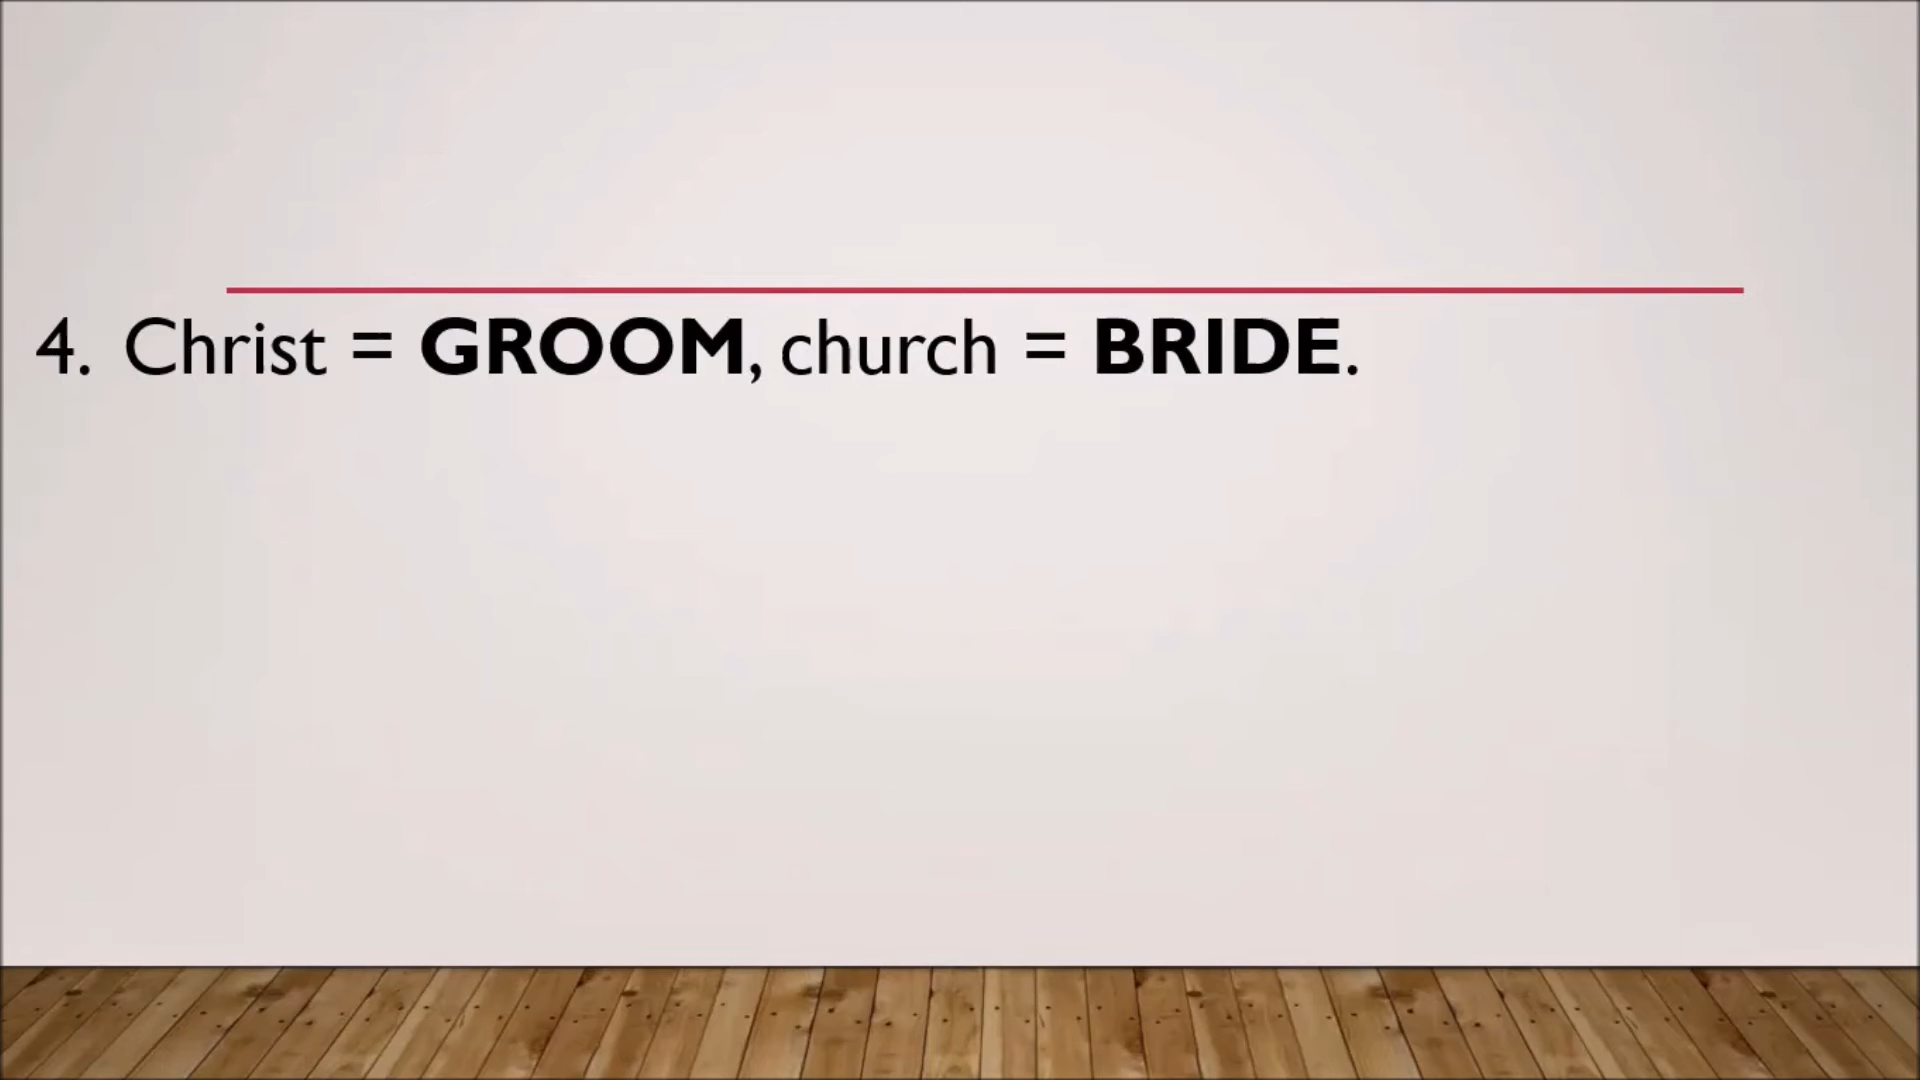 4. Christ = GROOM, church = BRIDE.